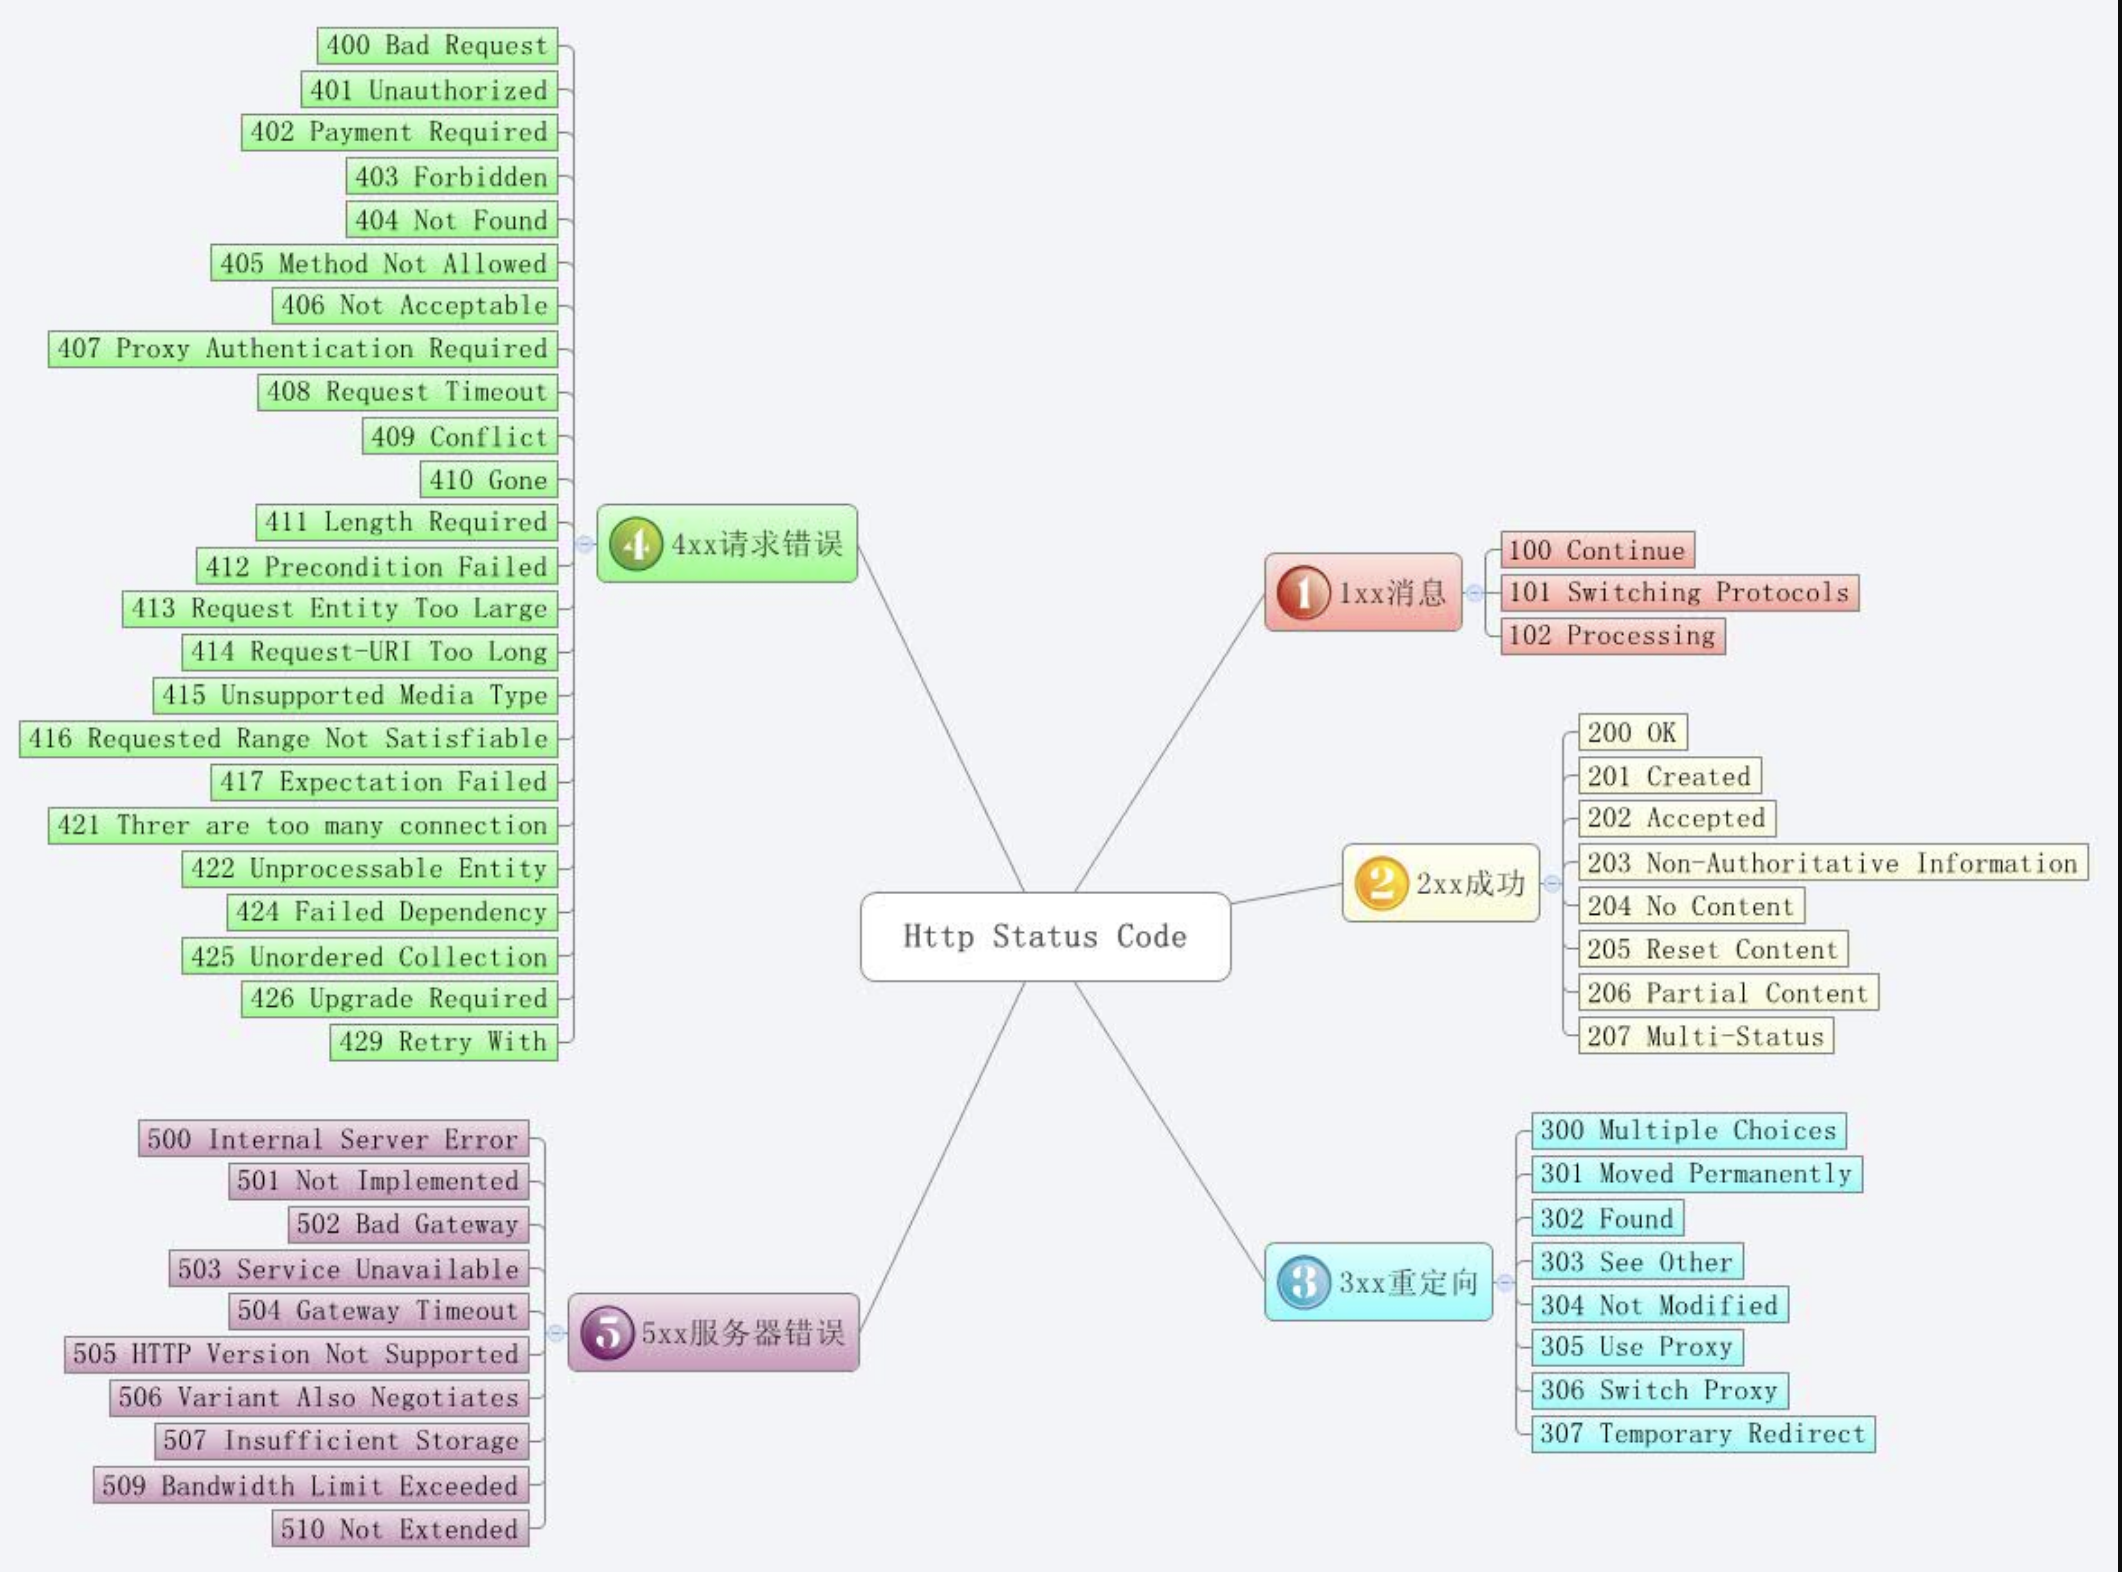 Http Status Code
1xx消息
100 Continue
101 Switching Protocols
102 Processing
2xx成功
200 OK
201 Created
202 Accepted
203 Non-Authoritative Information
204 No Content
205 Reset Content
206 Partial Content
207 Multi-Status
3xx重定向
300 Multiple Choices
301 Moved Permanently
302 Found
303 See Other
304 Not Modified
305 Use Proxy
306 Switch Proxy
307 Temporary Redirect
4xx请求错误
400 Bad Request
401 Unauthorized
402 Payment Required
403 Forbidden
404 Not Found
405 Method Not Allowed
406 Not Acceptable
407 Proxy Authentication Required
408 Request Timeout
409 Conflict
410 Gone
411 Length Required
412 Precondition Failed
413 Request Entity Too Large
414 Request-URI Too Long
415 Unsupported Media Type
416 Requested Range Not Satisfiable
417 Expectation Failed
421 Threr are too many connection
422 Unprocessable Entity
424 Failed Dependency
425 Unordered Collection
426 Upgrade Required
429 Retry With
5xx服务器错误
500 Internal Server Error
501 Not Implemented
502 Bad Gateway
503 Service Unavailable
504 Gateway Timeout
505 HTTP Version Not Supported
506 Variant Also Negotiates
507 Insufficient Storage
509 Bandwidth Limit Exceeded
510 Not Extended